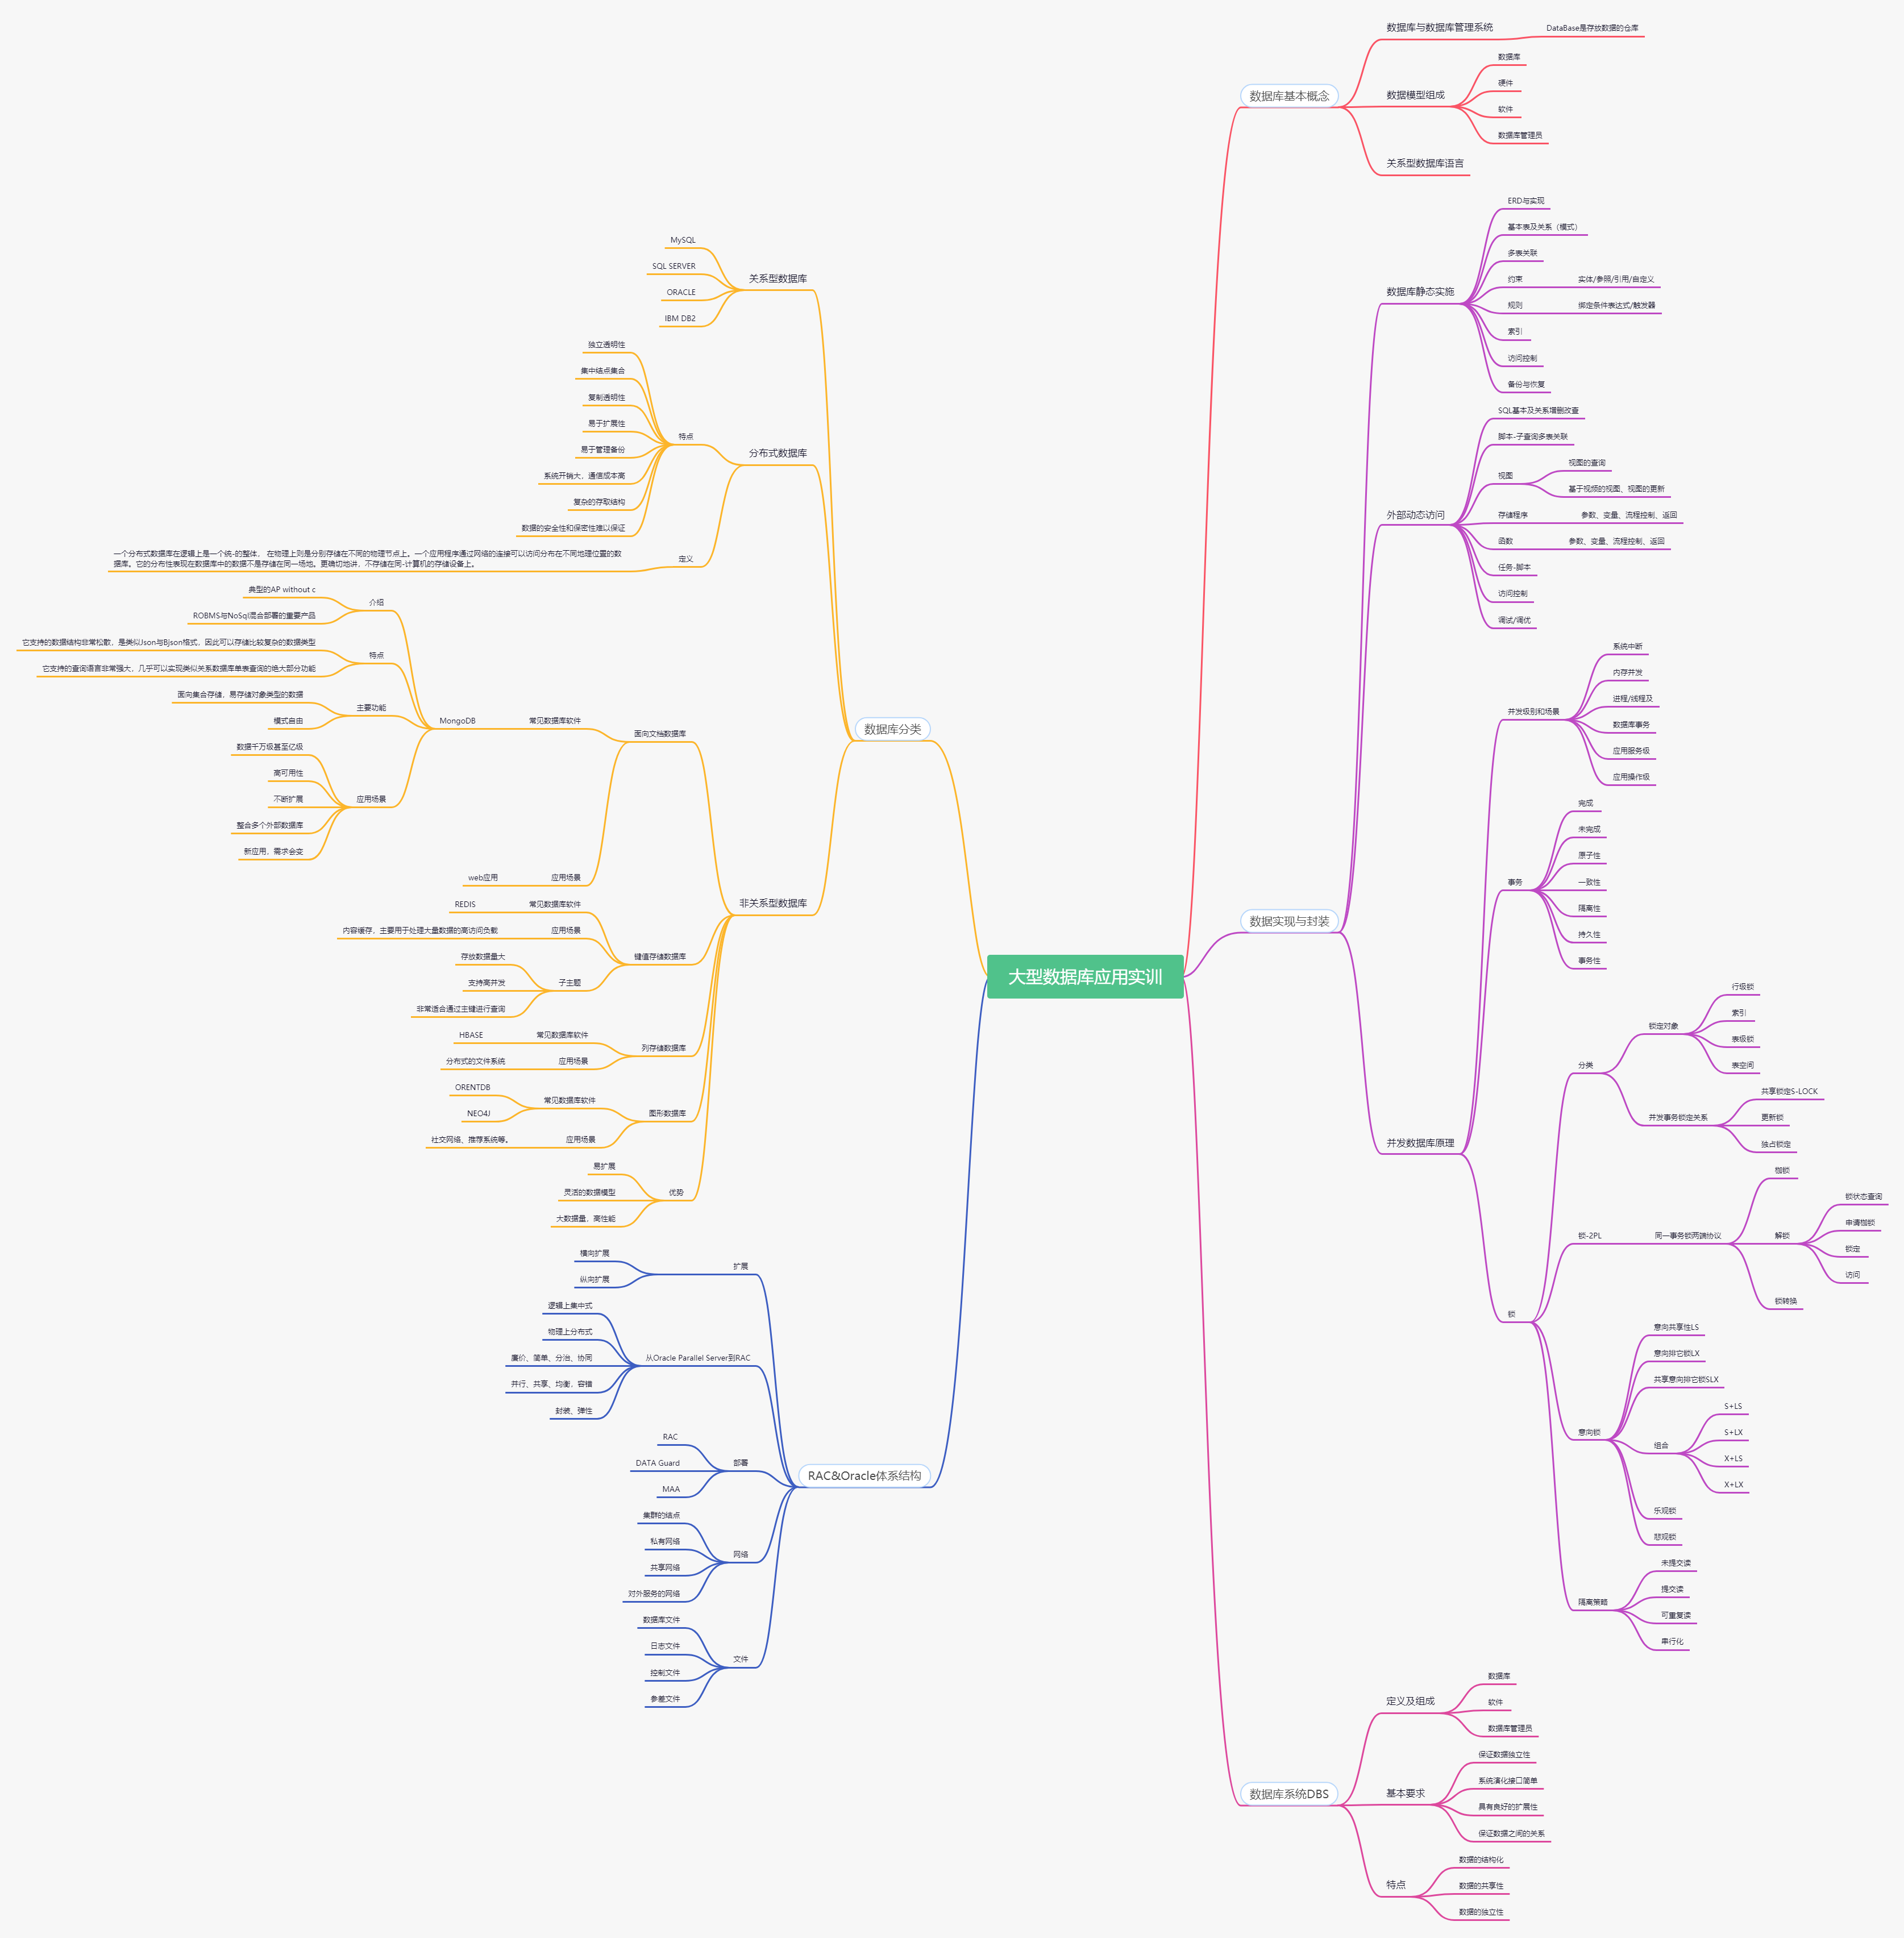 大型数据库应用实训
数据库基本概念
数据库与数据库管理系统
DataBase是存放数据的仓库
数据模型组成
数据库
硬件
软件
数据库管理员
关系型数据库语言
数据实现与封装
数据库静态实施
ERD与实现
基本表及关系（模式）
多表关联
约束
实体/参照/引用/自定义
规则
绑定条件表达式/触发器
索引
访问控制
备份与恢复
外部动态访问
SQL基本及关系增删改查
脚本-子查询多表关联
视图
视图的查询
基于视频的视图、视图的更新
存储程序
参数、变量、流程控制、返回
函数
参数、变量、流程控制、返回
任务-脚本
访问控制
调试/调优
并发数据库原理
并发级别和场景
系统中断
内存并发
进程/线程及
数据库事务
应用服务级
应用操作级
事务
完成
未完成
原子性
一致性
隔离性
持久性
事务性
锁
分类
锁定对象
行级锁
索引
表级锁
表空间
并发事务锁定关系
共享锁定S-LOCK
更新锁
独占锁定
锁-2PL
同一事务锁两端协议
枷锁
解锁
锁状态查询
申请枷锁
锁定
访问
锁转换
意向锁
意向共享性LS
意向排它锁LX
共享意向排它锁SLX
组合
S+LS
S+LX
X+LS
X+LX
乐观锁
悲观锁
隔离策略
未提交读
提交读
可重复读
串行化
数据库系统DBS
定义及组成
数据库
软件
数据库管理员
基本要求
保证数据独立性
系统演化接口简单
具有良好的扩展性
保证数据之间的关系
特点
数据的结构化
数据的共享性
数据的独立性
数据库分类
关系型数据库
MySQL
SQL SERVER
ORACLE
IBM DB2
分布式数据库
特点
独立透明性
集中结点集合
复制透明性
易于扩展性
易于管理备份
系统开销大，通信成本高
复杂的存取结构
数据的安全性和保密性难以保证
定义
一个分布式数据库在逻辑上是一个统-的整体， 在物理上则是分别存储在不同的物理节点上。一个应用程序通过网络的连接可以访问分布在不同地理位置的数
据库。它的分布性表现在数据库中的数据不是存储在同一场地。更确切地讲，不存储在同-计算机的存储设备上。
非关系型数据库
面向文档数据库
常见数据库软件
MongoDB
介绍
典型的AP without c
ROBMS与NoSql混合部署的重要产品
特点
它支持的数据结构非常松散，是类似Json与Bjson格式，因此可以存储比较复杂的数据类型
它支持的查询语言非常强大，几乎可以实现类似关系数据库单表查询的绝大部分功能
主要功能
面向集合存储，易存储对象类型的数据
模式自由
应用场景
数据千万级甚至亿级
高可用性
不断扩展
整合多个外部数据库
新应用，需求会变
应用场景
web应用
键值存储数据库
常见数据库软件
REDIS
应用场景
内容缓存，主要用于处理大量数据的高访问负载
子主题
存放数据量大
支持高并发
非常适合通过主键进行查询
列存储数据库
常见数据库软件
HBASE
应用场景
分布式的文件系统
图形数据库
常见数据库软件
ORENTDB
NEO4J
应用场景
社交网络、推荐系统等。
优势
易扩展
灵活的数据模型
大数据量，高性能
RAC&Oracle体系结构
扩展
横向扩展
纵向扩展
从Oracle Parallel Server到RAC
逻辑上集中式
物理上分布式
廉价、简单、分治、协同
并行、共享、均衡，容错
封装、弹性
部署
RAC
DATA Guard
MAA
网络
集群的结点
私有网络
共享网络
对外服务的网络
文件
数据库文件
日志文件
控制文件
参差文件